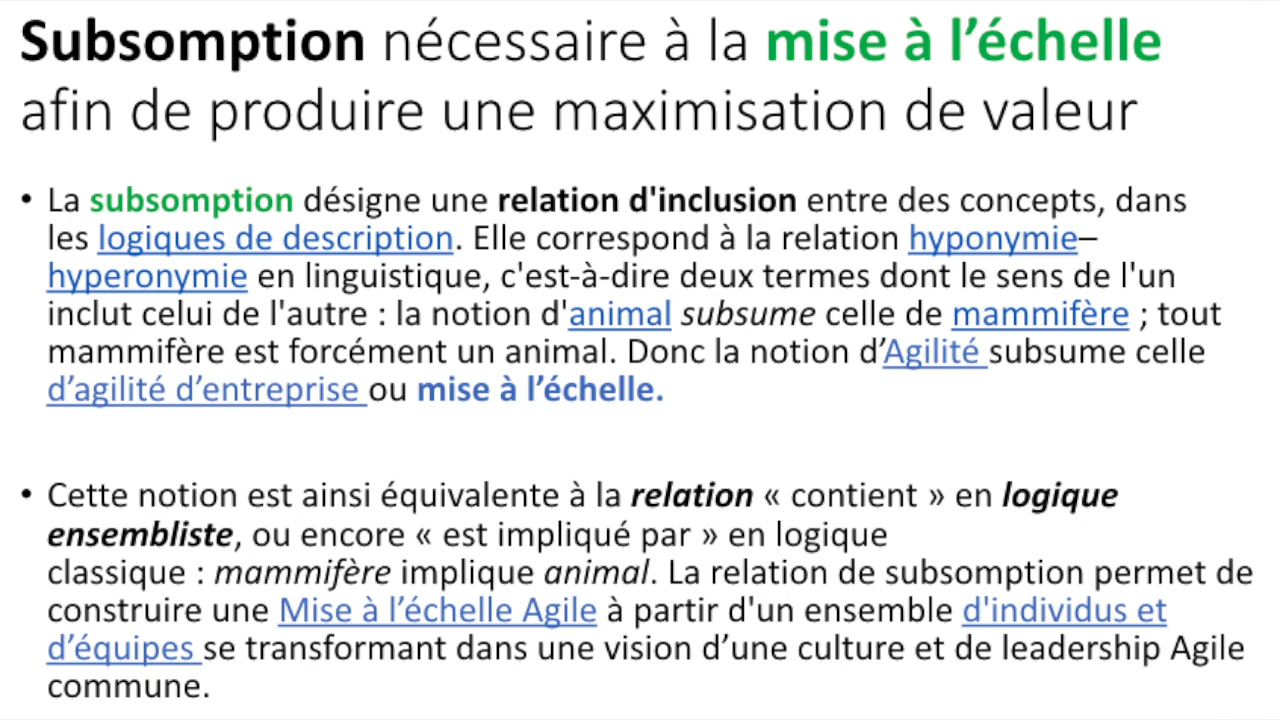 Subsomption nécessaire à la mise à l’échelle
afin de produire une maximisation de valeur
• La subsomption désigne une relation d'inclusion entre des concepts, dans
les logiques de description. Elle correspond à la relation hyponymie–
hyperonymie en linguistique, c'est-à-dire deux termes dont le sens de l'un
inclut celui de l'autre : la notion d'animal subsume celle de mammifère ; tout
mammifère est forcément un animal. Donc la notion d’Agilité subsume celle
d’agilité d’entreprise ou mise à l’échelle.
• Cette notion est ainsi équivalente à la relation « contient » en logique
ensembliste, ou encore « est impliqué par » en logique
classique : mammifère implique animal. La relation de subsomption permet de
construire une Mise à l’échelle Agile à partir d'un ensemble d'individus et
d’équipes se transformant dans une vision d’une culture et de leadership Agile
commune.